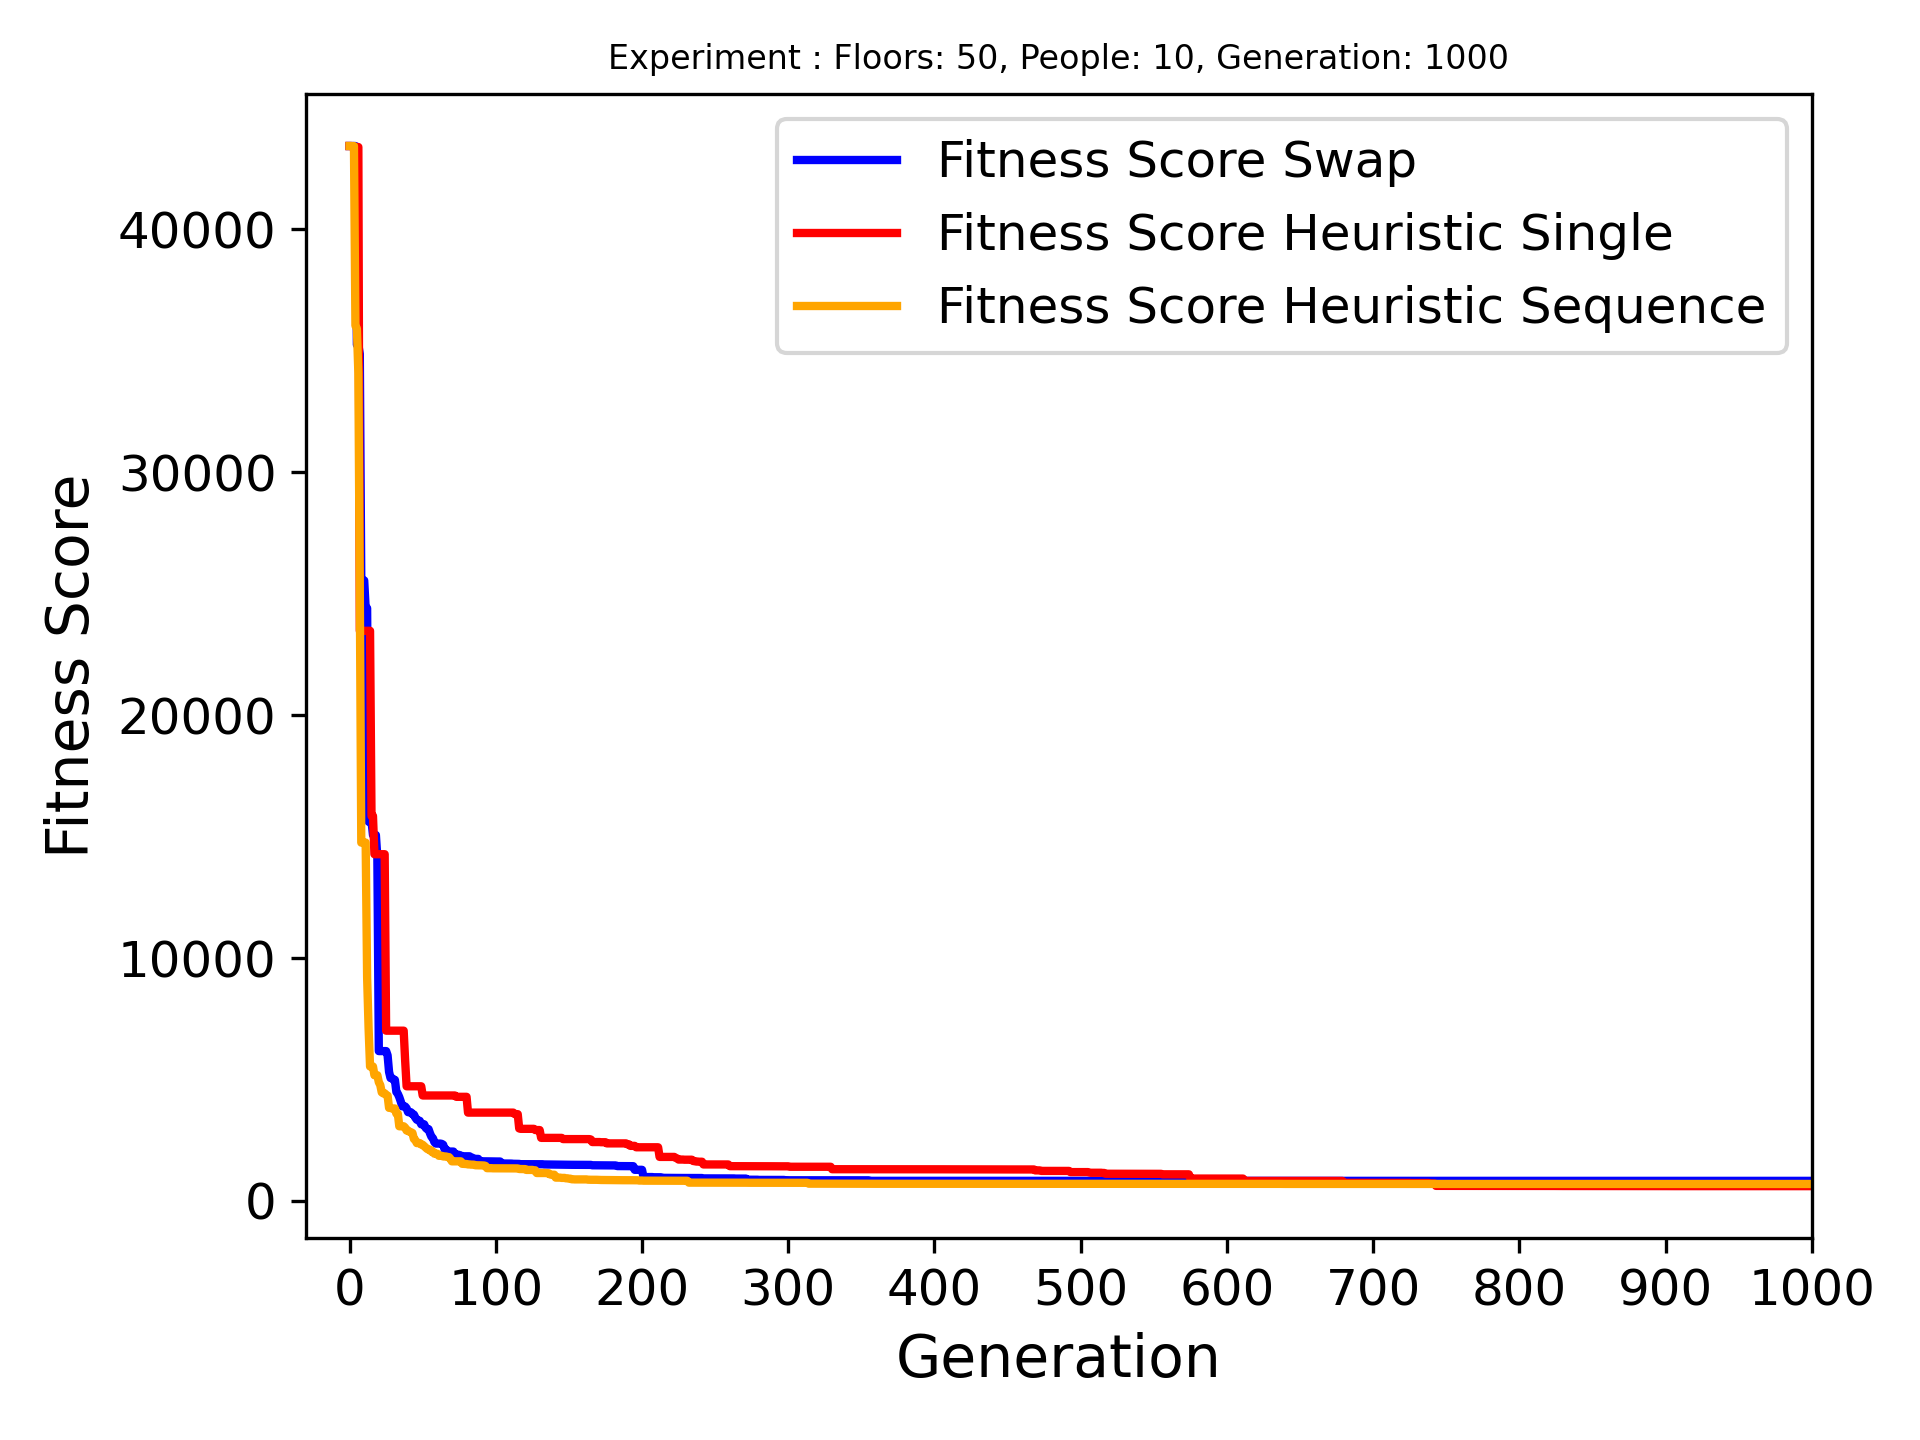 Experiment : Floors: 50, People: 10, Generation: 1000
Fitness Score Swap
Fitness Score Heuristic Single
Fitness Score Heuristic Sequence
Fitness Score
40000
30000
20000
10000
0
0 100 200 300 400 500 600 700 800 900 1000
Generation